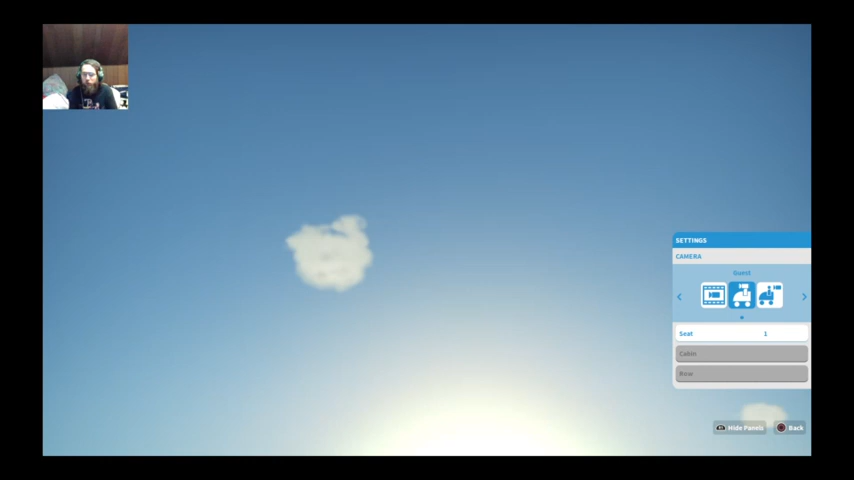 SETTINGS
CAMERA
Guest
Seat 1
Cabin
Row
Hide Panels
Back